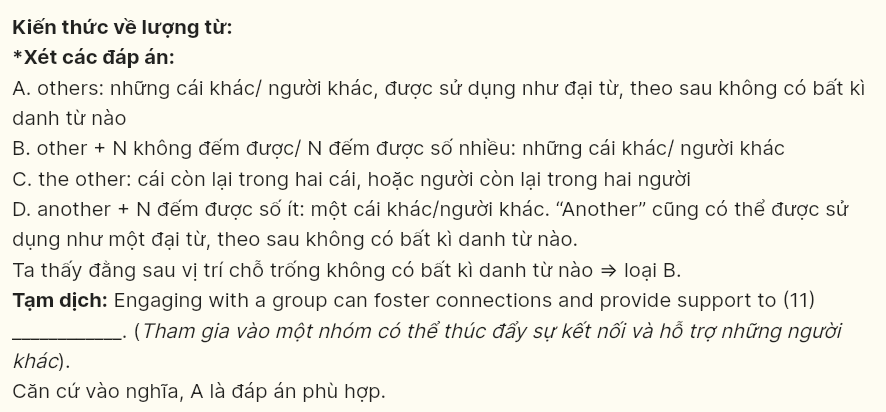 Kiến thức về lượng từ:
*Xét các đáp án:
A. others: những cái khác/ người khác, được sử dụng như đại từ, theo sau không có bất kì
danh từ nào
B. other + N không đếm được/ N đếm được số nhiều: những cái khác/ người khác
C. the other: cái còn lại trong hai cái, hoặc người còn lại trong hai người
D. another + N đếm được số ít: một cái khác/người khác. “Another” cũng có thể được sử
dụng như một đại từ, theo sau không có bất kì danh từ nào.
Ta thấy đằng sau vị trí chỗ trống không có bất kì danh từ nào ⇒ loại B.
Tạm dịch: Engaging with a group can foster connections and provide support to (11)
____________. (Tham gia vào một nhóm có thể thúc đẩy sự kết nối và hỗ trợ những người
khác).
Căn cứ vào nghĩa, A là đáp án phù hợp.